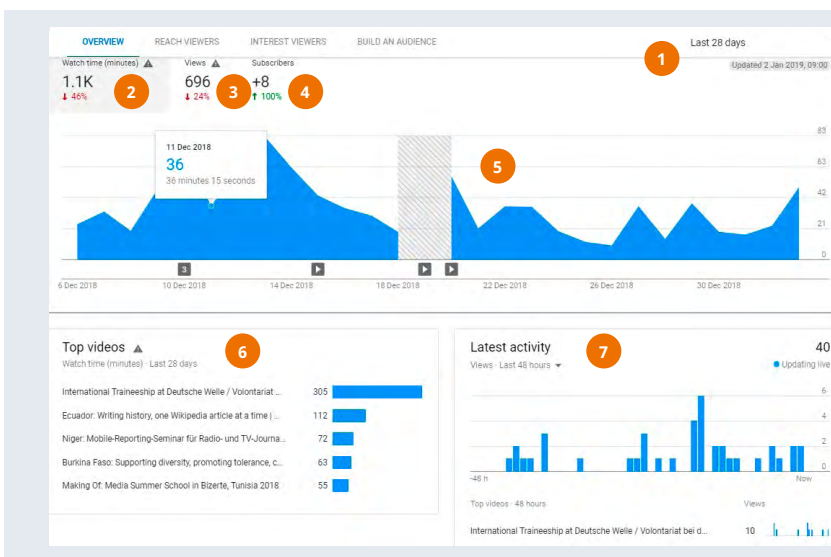 OVERVIEW REACH VIEWERS INTEREST VIEWERS BUILD AN AUDIENCE Last 28 days
1
Updated 2 Jan 2019, 09:00
Watch time (minutes) Views Subscribers
1.1K 696 +8
46% 24% 100%
2 3 4
83
11 Dec 2018
36
36 minutes 15 seconds
63
5
42
21
0
3
6 Dec 2018 10 Dec 2018 14 Dec 2018 18 Dec 2018 22 Dec 2018 26 Dec 2018 30 Dec 2018
Top videos
6
Watch time (minutes) · Last 28 days
International Traineeship at Deutsche Welle / Volontariat ... 305
Ecuador: Writing history, one Wikipedia article at a time | ... 112
Niger: Mobile-Reporting-Seminar für Radio- und TV-Journa... 72
Burkina Faso: Supporting diversity, promoting tolerance, c... 63
Making Of: Media Summer School in Bizerte, Tunisia 2018 55
Latest activity 40
7
Views · Last 48 hours Updating live
6
4
2
0
-48 h Now
Top videos · 48 hours Views
International Traineeship at Deutsche Welle / Volontariat bei d... 10